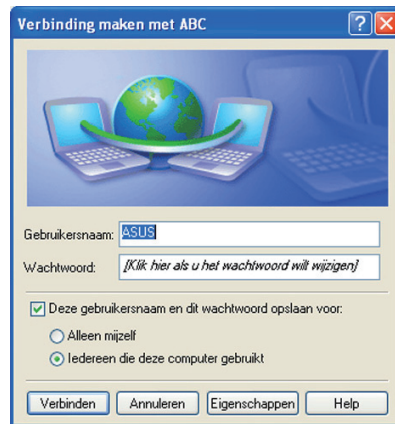 Verbinding maken met ABC
Gebruikersnaam: ASUS
Wachtwoord: [Klik hier als u het wachtwoord wilt wijzigen]
Deze gebruikersnaam en dit wachtwoord opslaan voor:
Alleen mijzelf
Iedereen die deze computer gebruikt
Verbinden Annuleren Eigenschappen Help